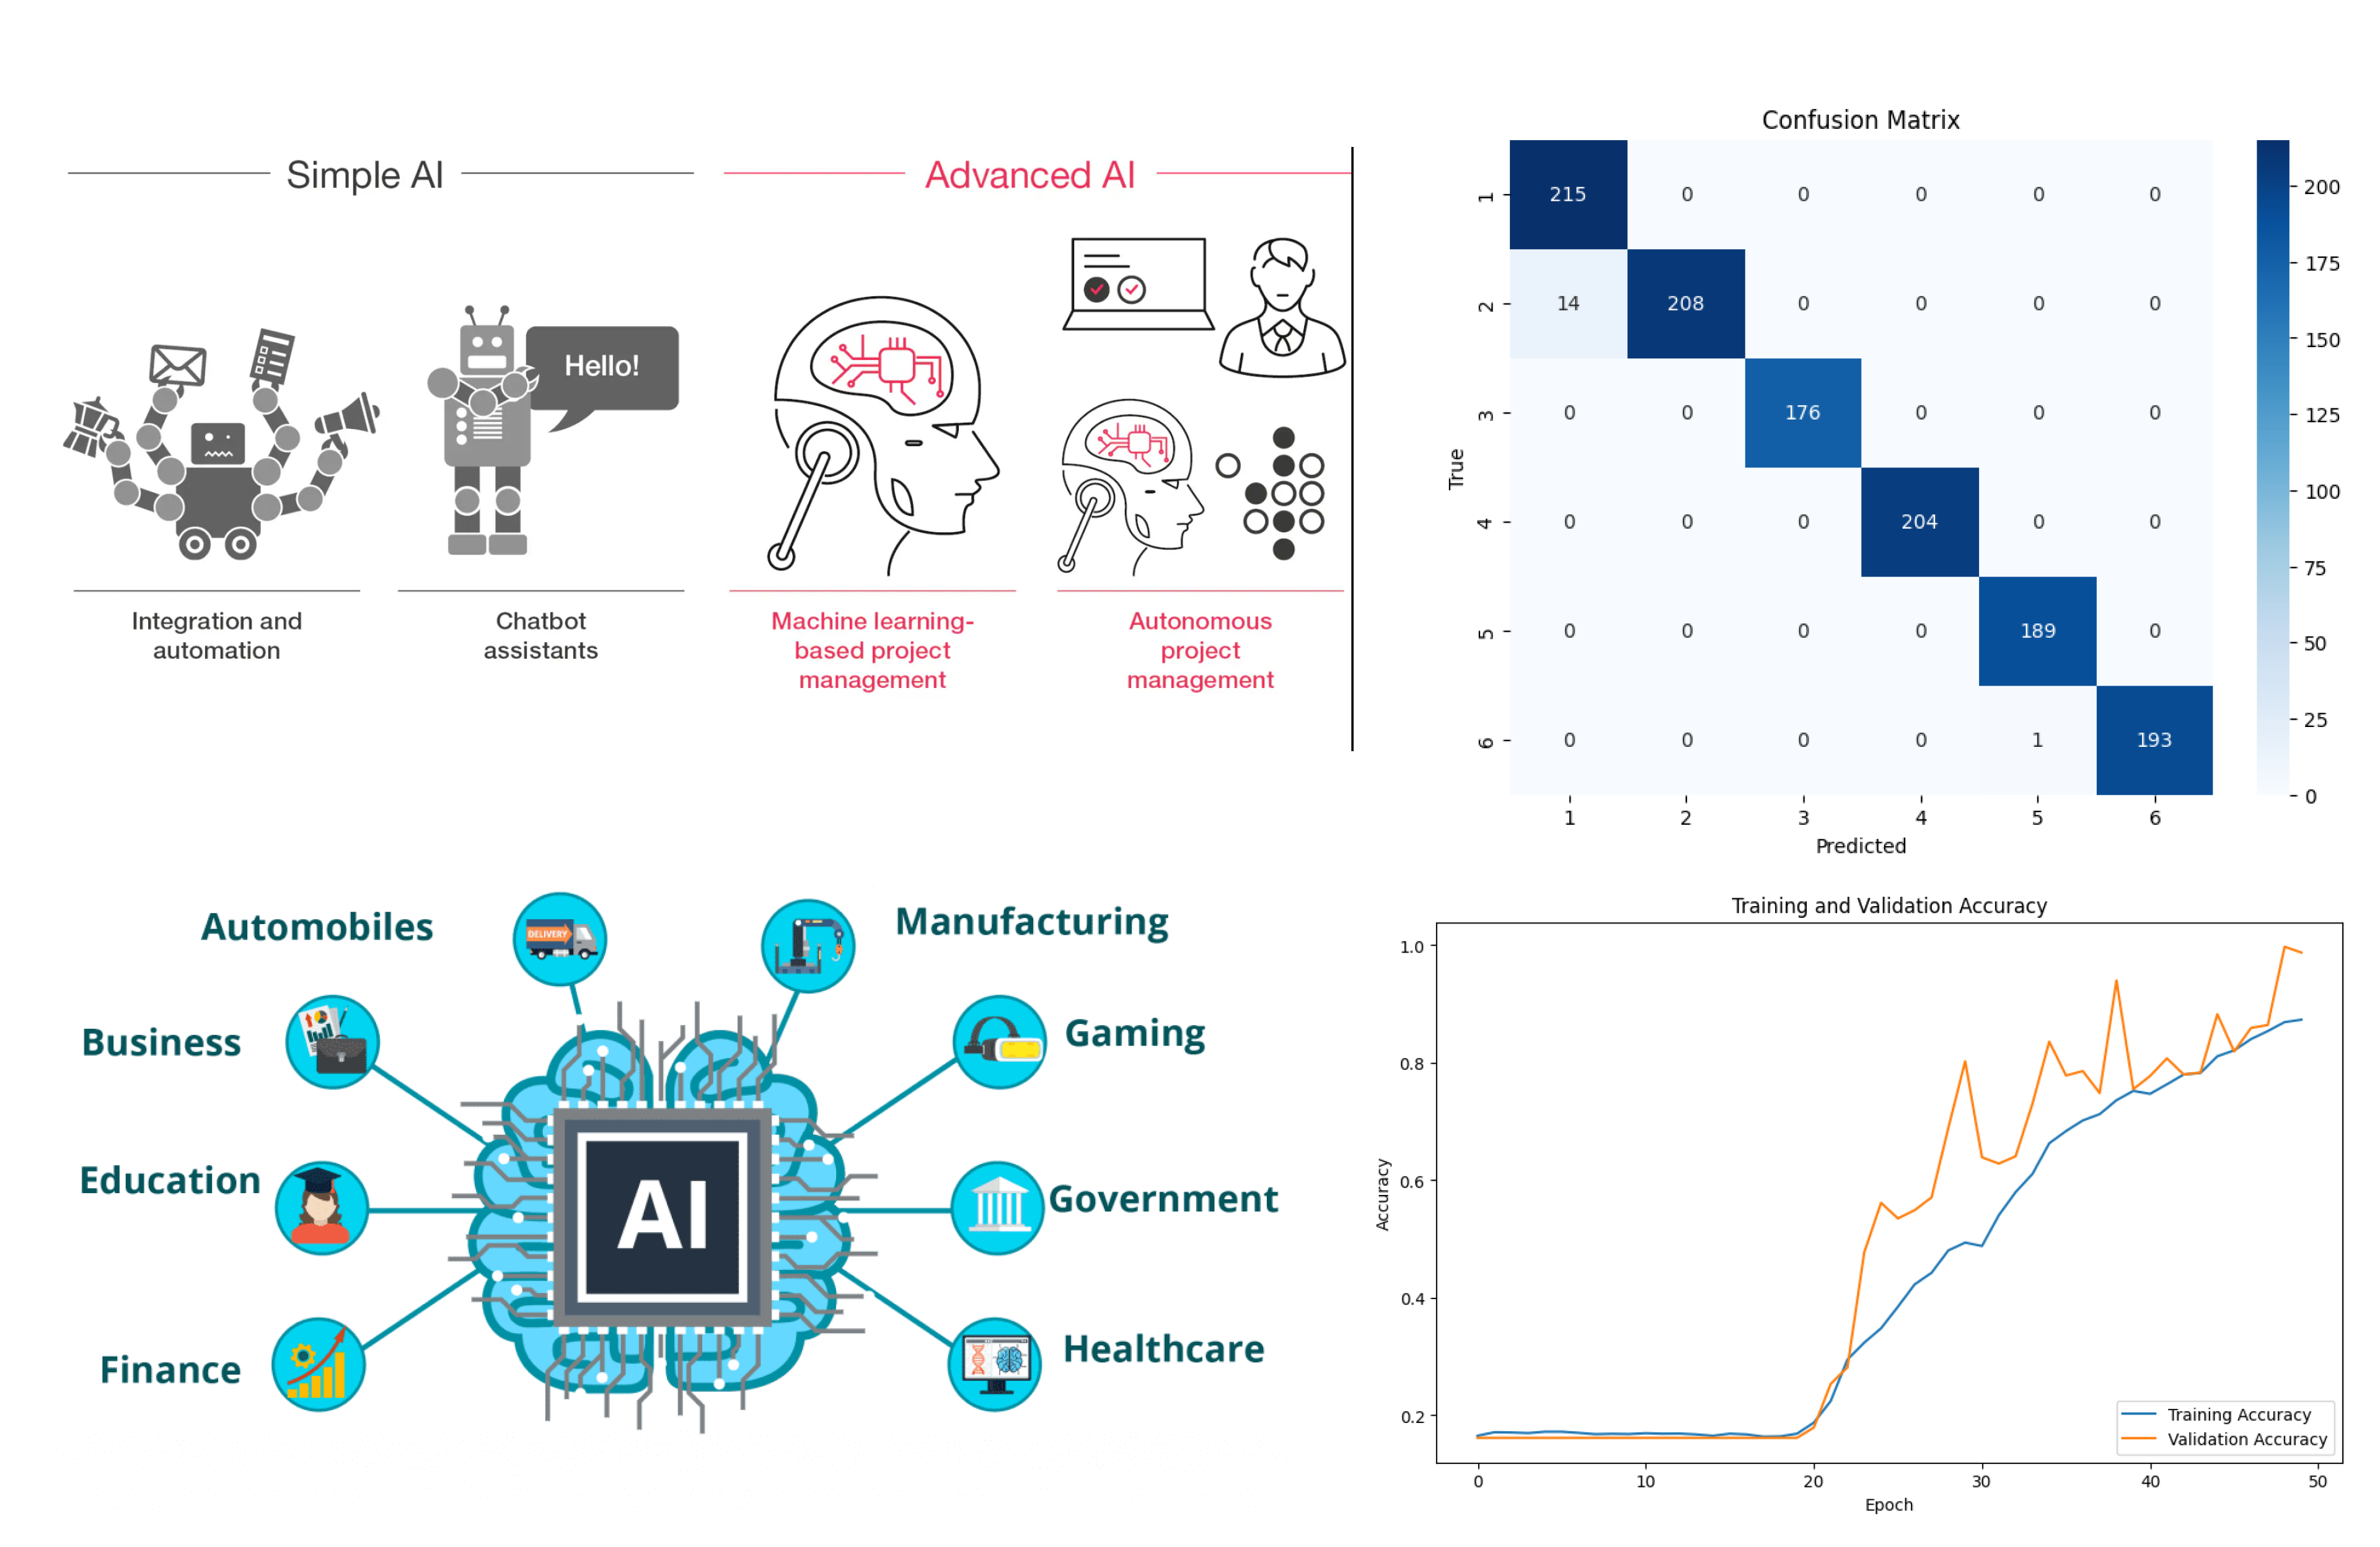 Simple AI
Advanced AI
Hello!
Integration and
automation
Chatbot
assistants
Machine learning-
based project
management
Autonomous
project
management
Confusion Matrix
True
1 215 0 0 0 0 0
2 14 208 0 0 0 0
3 0 0 176 0 0 0
4 0 0 0 204 0 0
5 0 0 0 0 189 0
6 0 0 0 0 1 193
1 2 3 4 5 6
Predicted
200
175
150
125
100
75
50
25
0
Automobiles
DELIVERY
Manufacturing
Business
Gaming
Education
AI
Government
Finance
Healthcare
Training and Validation Accuracy
Accuracy
1.0
0.8
0.6
0.4
0.2
Training Accuracy
Validation Accuracy
0 10 20 30 40 50
Epoch